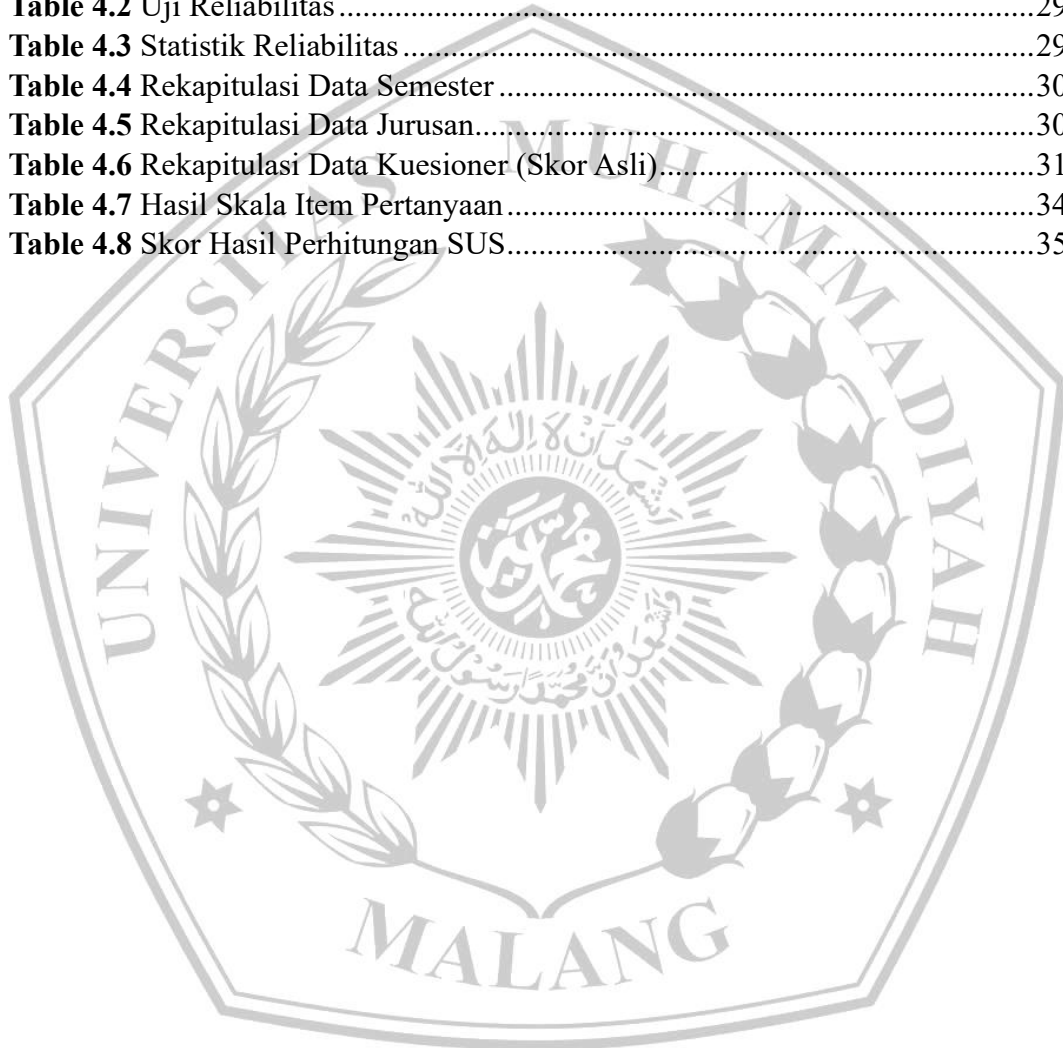 Table 4.2 Uji Reliabilitas ........ 29
Table 4.3 Statistik Reliabilitas ........ 29
Table 4.4 Rekapitulasi Data Semester ........ 30
Table 4.5 Rekapitulasi Data Jurusan ........ 30
Table 4.6 Rekapitulasi Data Kuesioner (Skor Asli) ........ 31
Table 4.7 Hasil Skala Item Pertanyaan ........ 34
Table 4.8 Skor Hasil Perhitungan SUS ........ 35
UNIVERSITAS MUHAMMADIYAH
MALANG